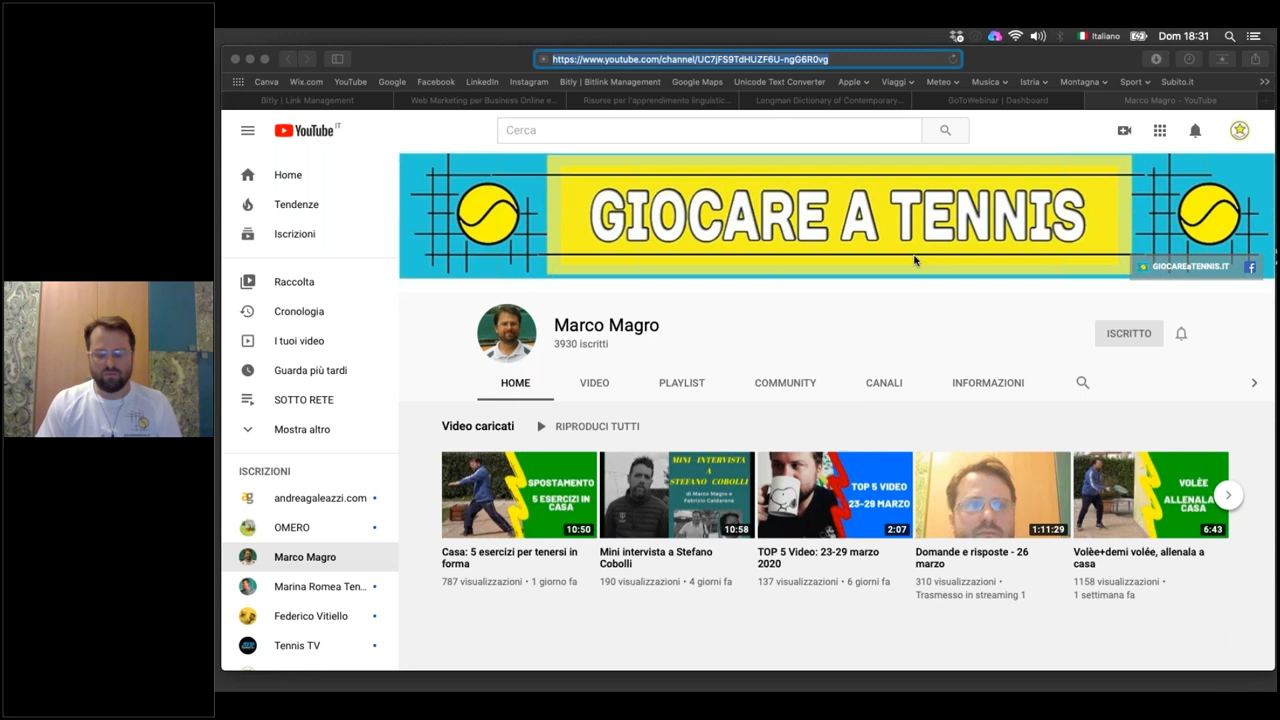 Italiano
Dom 18:31
https://www.youtube.com/channel/UC7jFS9TdHUZF6U-ngG6R0vg
Canva Wix.com YouTube Google Facebook LinkedIn Instagram Bitly | Bitlink Management Google Maps Unicode Text Converter Apple Viaggi Meteo Musica Istria Montagna Sport Subito.it
Bitly | Link Management
Web Marketing per Business Online e...
Risorse per l'apprendimento linguistic...
Longman Dictionary of Contemporary...
GoToWebinar | Dashboard
Marco Magro - YouTube
YouTube IT
Cerca
Home
Tendenze
Iscrizioni
Raccolta
Cronologia
I tuoi video
Guarda più tardi
SOTTO RETE
Mostra altro
ISCRIZIONI
andreagaleazzi.com
OMERO
Marco Magro
Marina Romea Ten...
Federico Vitiello
Tennis TV
GIOCARE A TENNIS
GIOCAREaTENNIS.IT
Marco Magro
3930 iscritti
ISCRITTO
HOME VIDEO PLAYLIST COMMUNITY CANALI INFORMAZIONI
Video caricati
RIPRODUCI TUTTI
SPOSTAMENTO
5 ESERCIZI IN
CASA
10:50
Casa: 5 esercizi per tenersi in
forma
787 visualizzazioni • 1 giorno fa
MINI-INTERVISTA
A
STEFANO COBOLLI
di Marco Magro e
Fabrizio Caldarone
10:58
Mini intervista a Stefano
Cobolli
190 visualizzazioni • 4 giorni fa
TOP 5 VIDEO
23-29 MARZO
2:07
TOP 5 Video: 23-29 marzo
2020
137 visualizzazioni • 6 giorni fa
1:11:29
Domande e risposte - 26
marzo
310 visualizzazioni •
Trasmesso in streaming 1
VOLÈE
ALLENALA
CASA
6:43
Volèe+demi volée, allenala a
casa
1158 visualizzazioni •
1 settimana fa